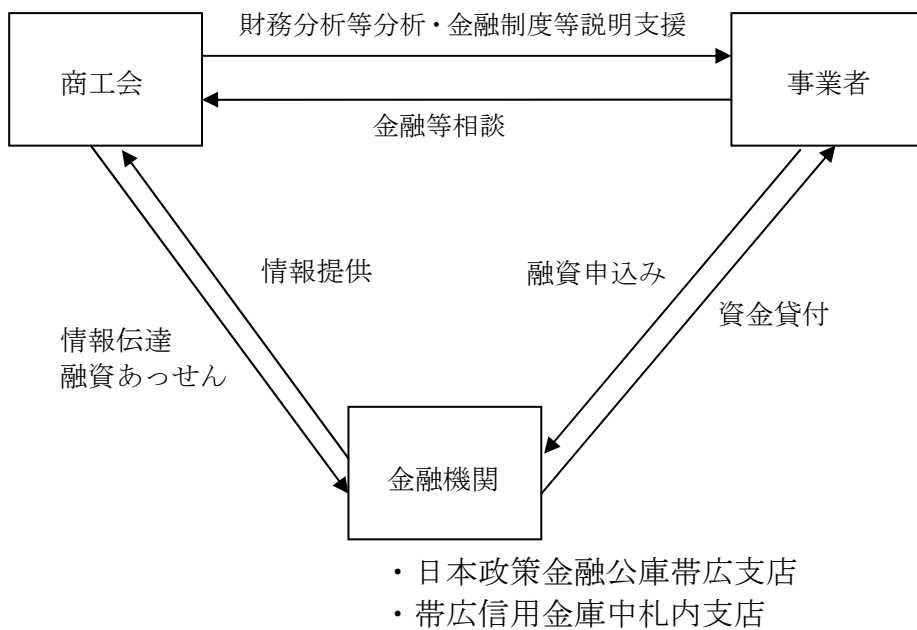 財務分析等分析・金融制度等説明支援
商工会
事業者
金融等相談
情報提供
融資申込み
資金貸付
情報伝達
融資あっせん
金融機関
・日本政策金融公庫帯広支店
・帯広信用金庫中札内支店